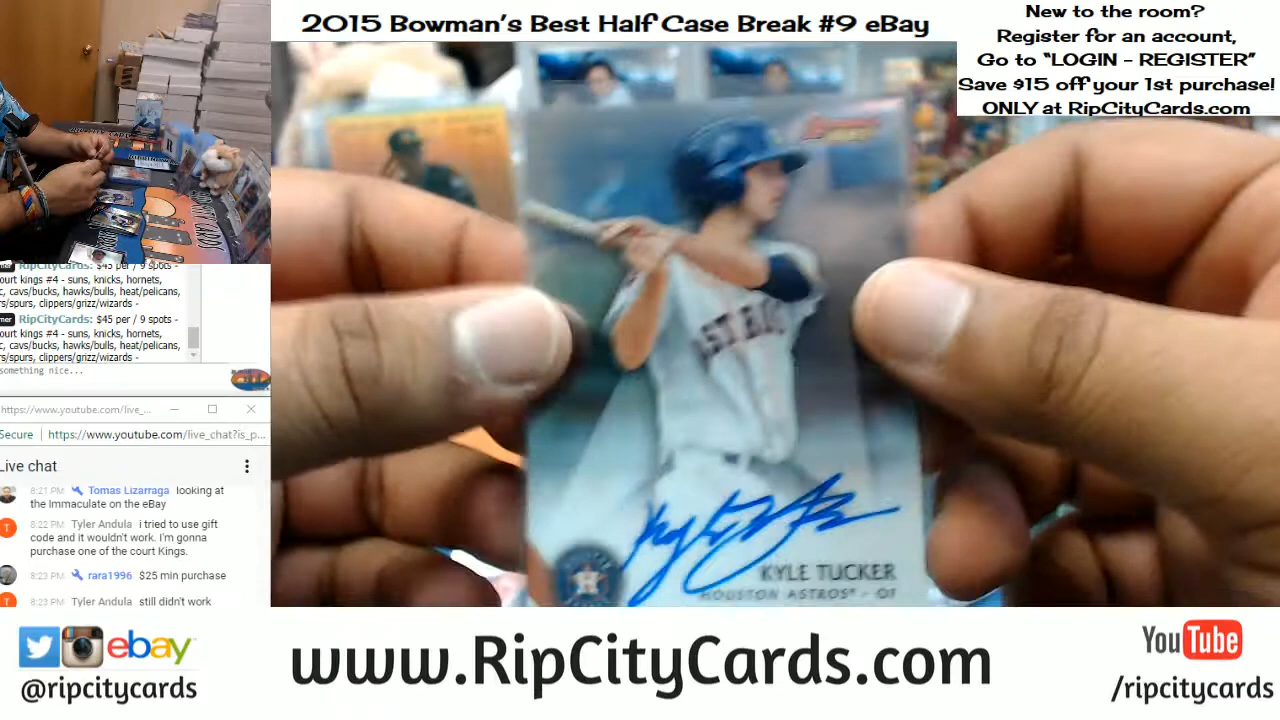 2015 Bowman's Best Half Case Break #9 eBay
New to the room?
Register for an account,
Go to "LOGIN - REGISTER"
Save $15 off your 1st purchase!
ONLY at RipCityCards.com
RipCityCards: $45 per / 9 spots -
court kings #4 - suns, knicks, hornets,
cavs/bucks, hawks/bulls, heat/pelicans,
/spurs, clippers/grizz/wizards -
RipCityCards: $45 per / 9 spots -
ourt kings #4 - suns, knicks, hornets,
, cavs/bucks, hawks/bulls, heat/pelicans,
s/spurs, clippers/grizz/wizards -
something nice...
https://www.youtube.com/live_...
Secure
https://www.youtube.com/live_chat?is_p...
Live chat
8:21 PM Tomas Lizarraga looking at
the Immaculate on the eBay
8:22 PM Tyler Andula i tried to use gift
code and it wouldn't work. I'm gonna
purchase one of the court Kings.
8:23 PM rara1996 $25 min purchase
8:23 PM Tyler Andula still didn't work
ASTROS
KYLE TUCKER
HOUSTON ASTROS® - OF
ebay
@ripcitycards
www.RipCityCards.com
YouTube
/ripcitycards